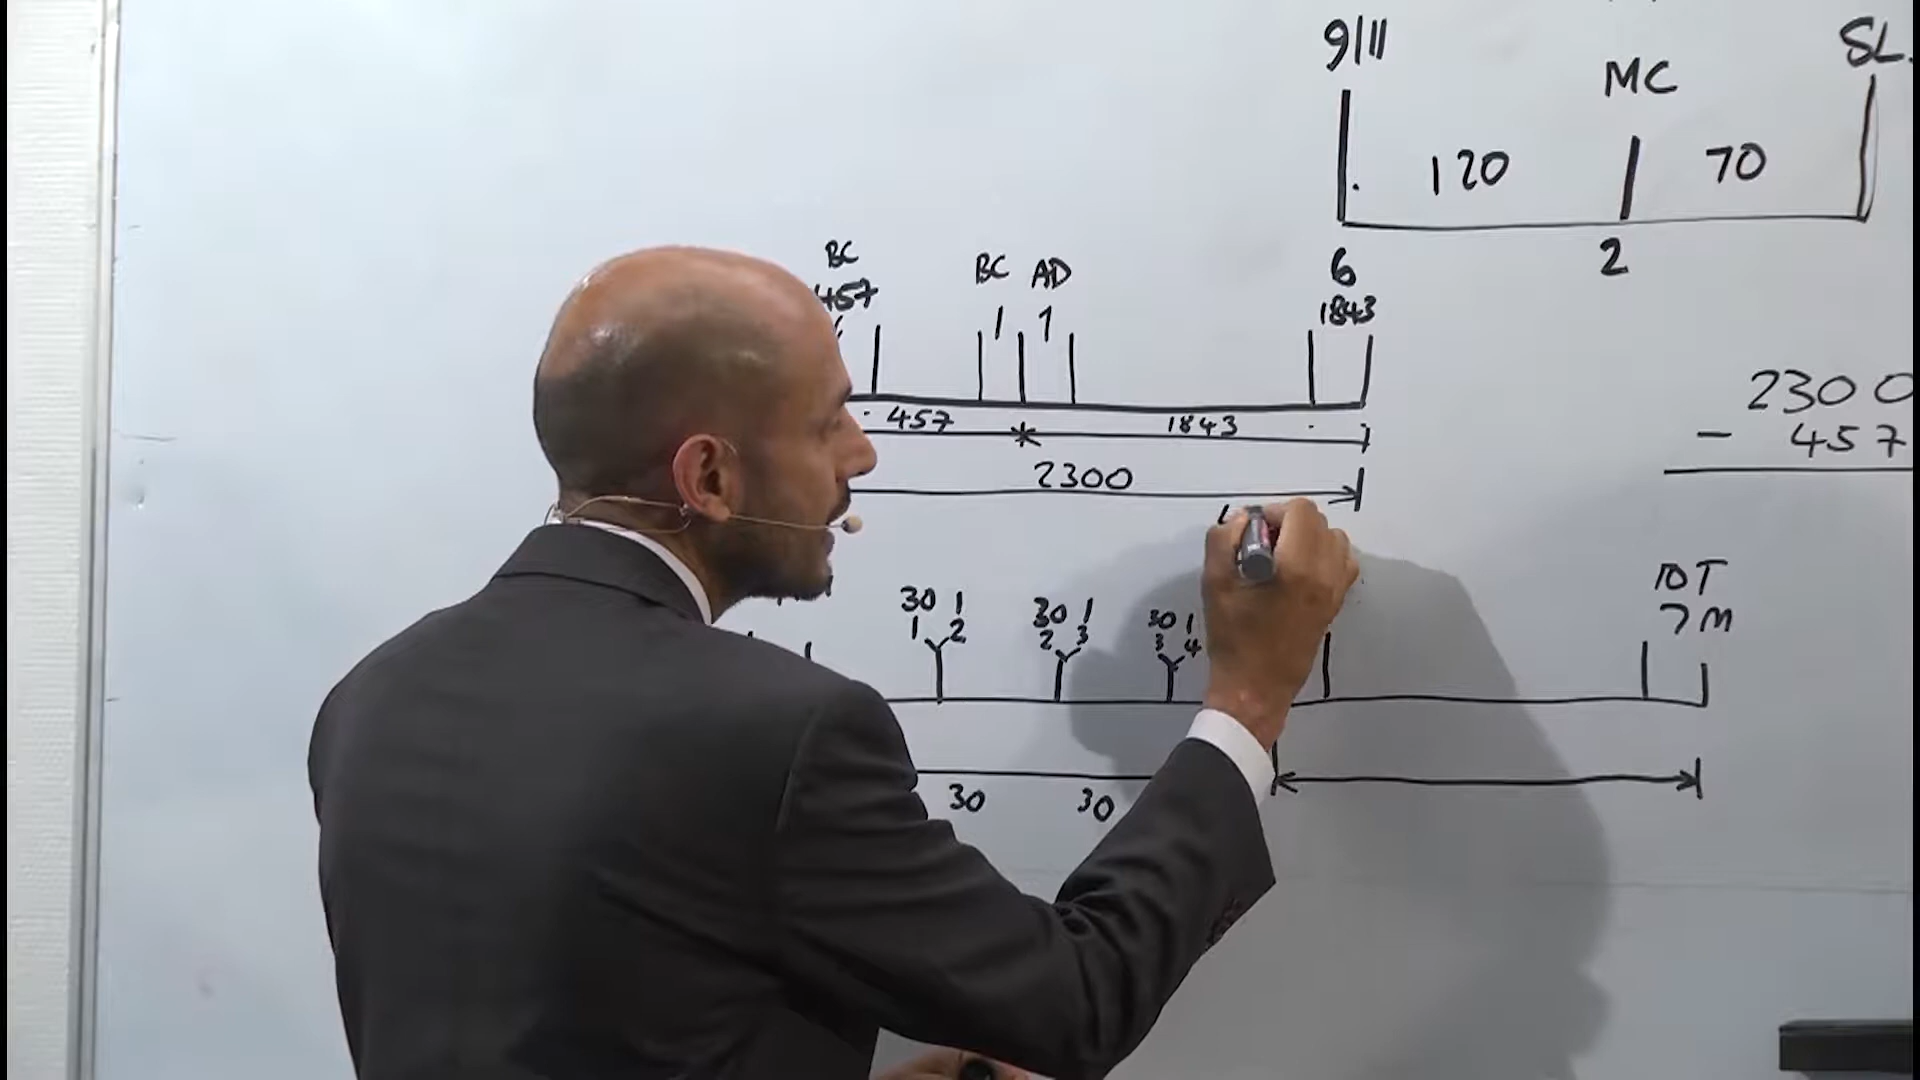 9/11 MC SL.
120 70
6 2
BC BC AD
457 1 1 1843
457 1843
2300
2300
- 457
30 1 30 1 30 1
1 2 2 3 3 4
10T
7M
30 30